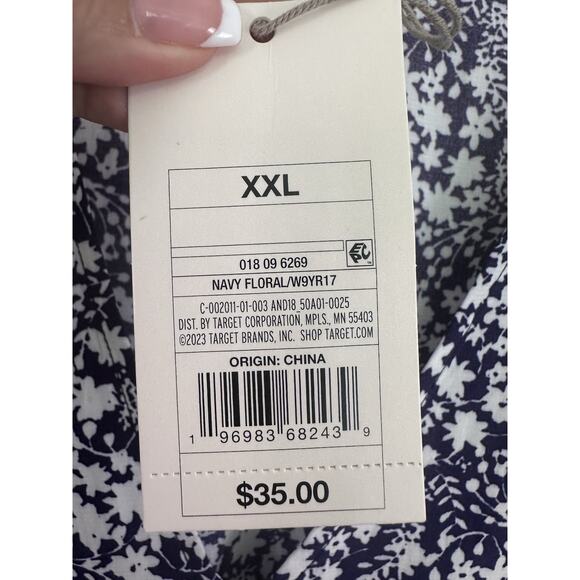 XXL
018 09 6269
EPC
NAVY FLORAL/W9YR17
C-002011-01-003 AND18_50A01-0025
DIST. BY TARGET CORPORATION, MPLS., MN 55403
©2023 TARGET BRANDS, INC. SHOP TARGET.COM
ORIGIN: CHINA
1 96983 68243 9
$35.00